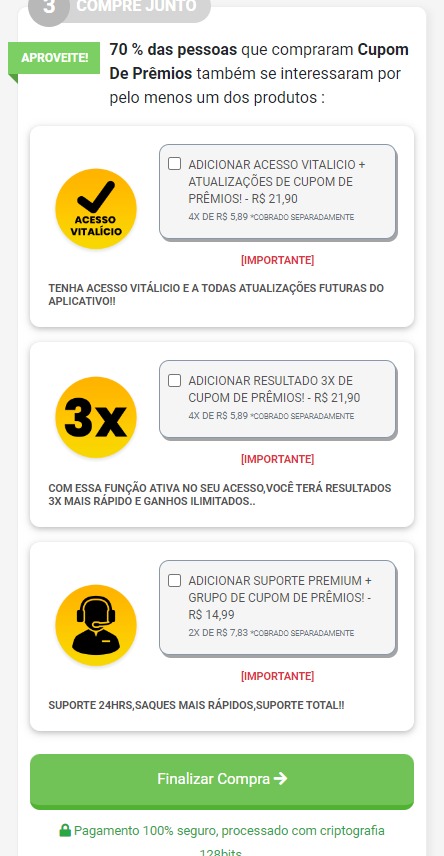 3 COMPRE JUNTO
APROVEITE!
70 % das pessoas que compraram Cupom
De Prêmios também se interessaram por
pelo menos um dos produtos :
ACESSO
VITALÍCIO
ADICIONAR ACESSO VITALICIO +
ATUALIZAÇÕES DE CUPOM DE
PRÊMIOS! - R$ 21,90
4X DE R$ 5,89 *COBRADO SEPARADAMENTE
[IMPORTANTE]
TENHA ACESSO VITÁLICIO E A TODAS ATUALIZAÇÕES FUTURAS DO
APLICATIVO!!
3x
ADICIONAR RESULTADO 3X DE
CUPOM DE PRÊMIOS! - R$ 21,90
4X DE R$ 5,89 *COBRADO SEPARADAMENTE
[IMPORTANTE]
COM ESSA FUNÇÃO ATIVA NO SEU ACESSO,VOCÊ TERÁ RESULTADOS
3X MAIS RÁPIDO E GANHOS ILIMITADOS..
ADICIONAR SUPORTE PREMIUM +
GRUPO DE CUPOM DE PRÊMIOS! -
R$ 14,99
2X DE R$ 7,83 *COBRADO SEPARADAMENTE
[IMPORTANTE]
SUPORTE 24HRS,SAQUES MAIS RÁPIDOS,SUPORTE TOTAL!!
Finalizar Compra
Pagamento 100% seguro, processado com criptografia
128bits